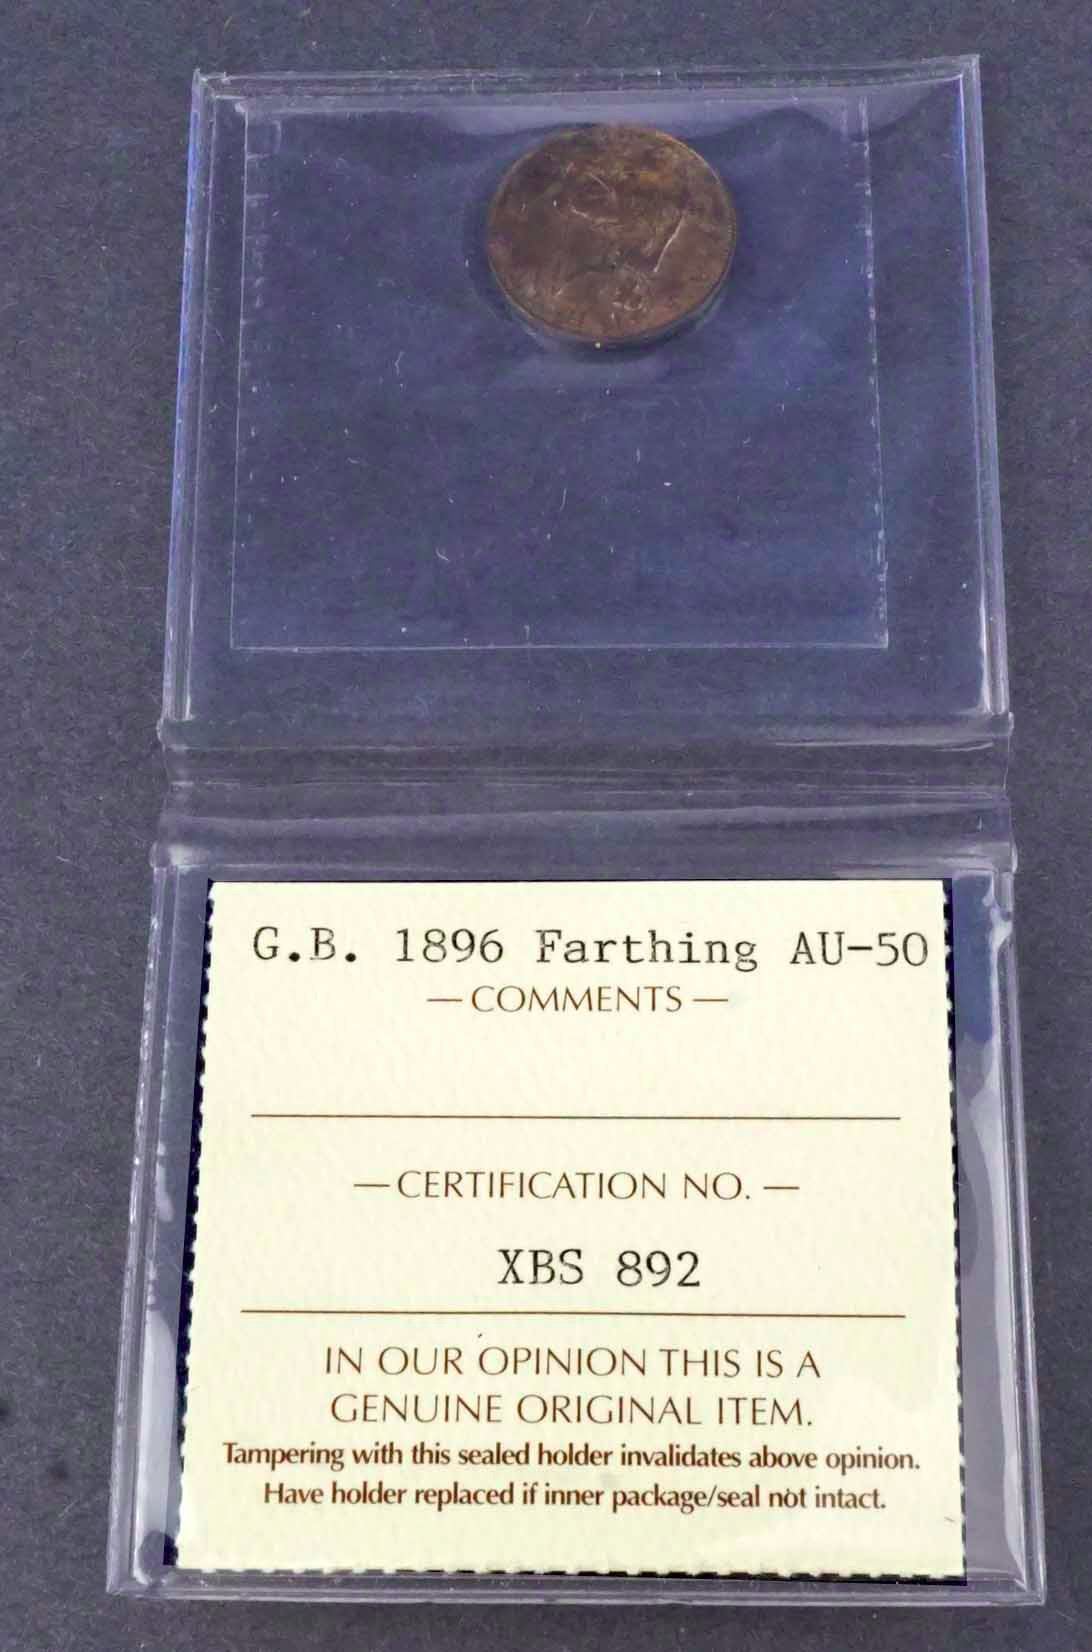 G.B. 1896 Farthing AU-50
— COMMENTS —
— CERTIFICATION NO. —
XBS 892
IN OUR OPINION THIS IS A
GENUINE ORIGINAL ITEM.
Tampering with this sealed holder invalidates above opinion.
Have holder replaced if inner package/seal not intact.